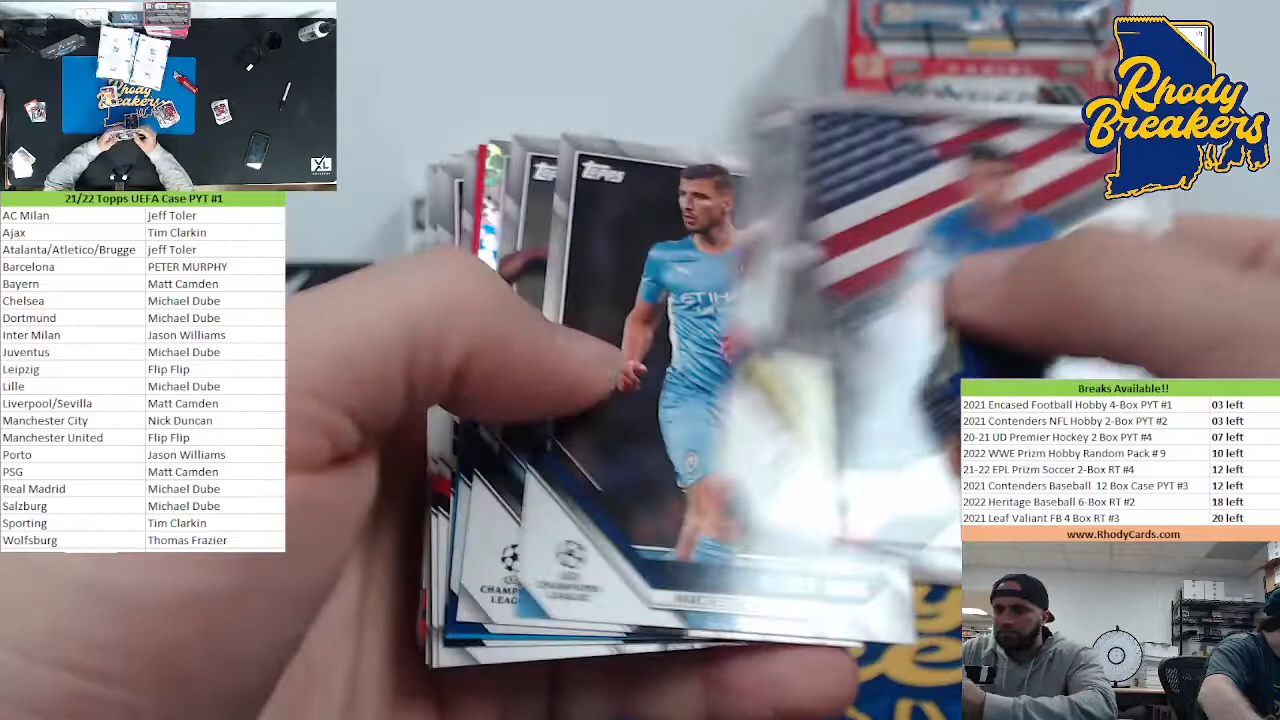 Rhody
Breakers
21/22 Topps UEFA Case PYT #1
AC Milan jeff Toler
Ajax Tim Clarkin
Atalanta/Atletico/Brugge jeff Toler
Barcelona PETER MURPHY
Bayern Matt Camden
Chelsea Michael Dube
Dortmund Michael Dube
Inter Milan Jason Williams
Juventus Michael Dube
Leipzig Flip Flip
Lille Michael Dube
Liverpool/Sevilla Matt Camden
Manchester City Nick Duncan
Manchester United Flip Flip
Porto Jason Williams
PSG Matt Camden
Real Madrid Michael Dube
Salzburg Michael Dube
Sporting Tim Clarkin
Wolfsburg Thomas Frazier
Topps
ETIHAD
CHAMPIONS
LEAGUE
Breaks Available!!
2021 Encased Football Hobby 4-Box PYT #1 03 left
2021 Contenders NFL Hobby 2-Box PYT #2 03 left
20-21 UD Premier Hockey 2 Box PYT #4 07 left
2022 WWE Prizm Hobby Random Pack # 9 10 left
21-22 EPL Prizm Soccer 2-Box RT #4 12 left
2021 Contenders Baseball 12 Box Case PYT #3 12 left
2022 Heritage Baseball 6-Box RT #2 18 left
2021 Leaf Valiant FB 4 Box RT #3 20 left
www.RhodyCards.com
Rhody
Breakers